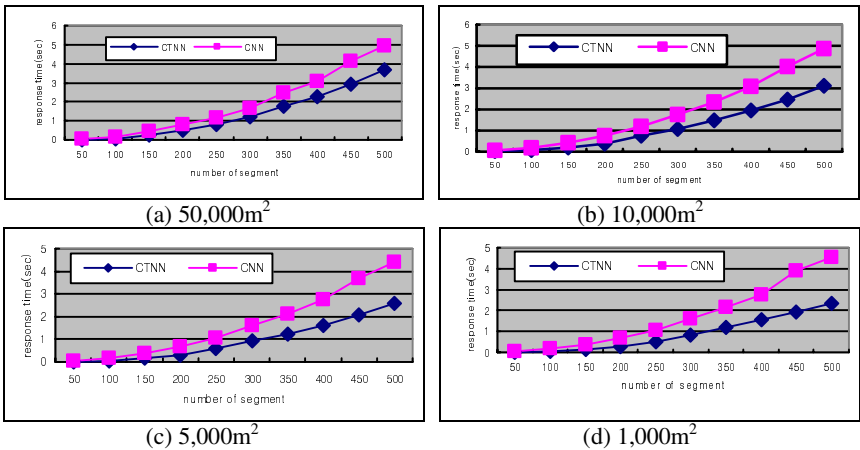 6
5
4
3
2
1
0
response time(sec)
CTNN CNN
50 100 150 200 250 300 350 400 450 500
number of segment
(a) 50,000m²
6
5
4
3
2
1
0
response time(sec)
CTNN CNN
50 100 150 200 250 300 350 400 450 500
number of segment
(b) 10,000m²
5
4
3
2
1
0
response time(sec)
CTNN CNN
50 100 150 200 250 300 350 400 450 500
number of segment
(c) 5,000m²
5
4
3
2
1
0
response time(sec)
CTNN CNN
50 100 150 200 250 300 350 400 450 500
number of segment
(d) 1,000m²